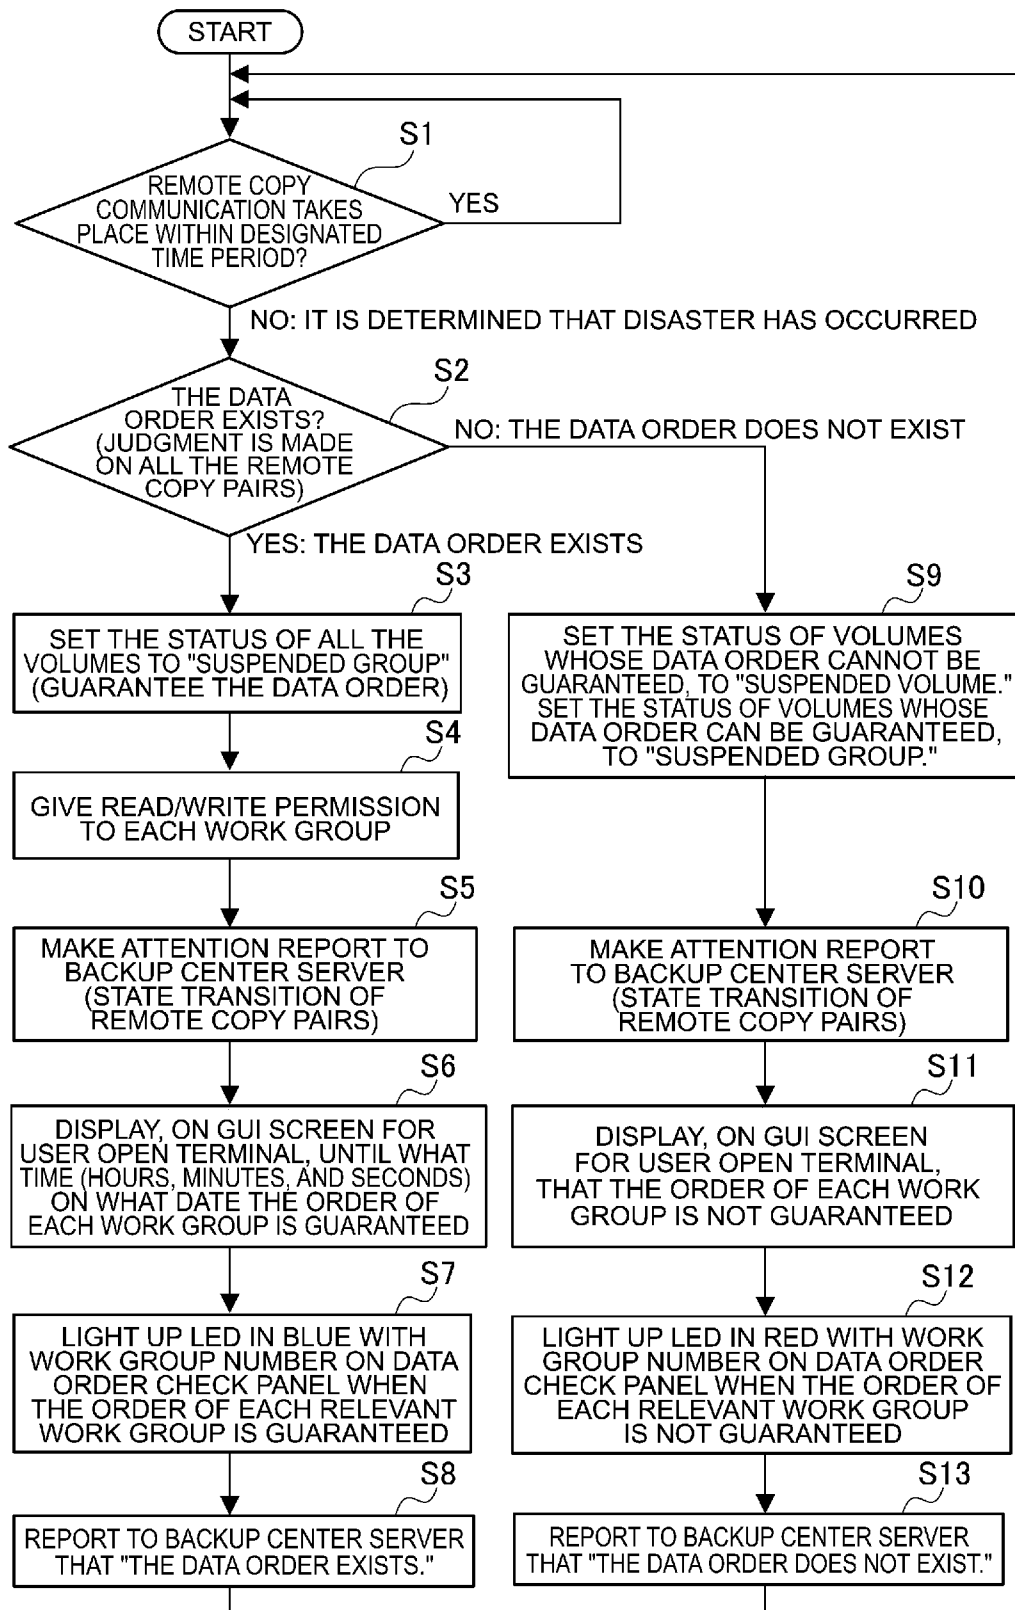 START
S1
REMOTE COPY
COMMUNICATION TAKES
PLACE WITHIN DESIGNATED
TIME PERIOD?
YES
NO: IT IS DETERMINED THAT DISASTER HAS OCCURRED
S2
THE DATA
ORDER EXISTS?
(JUDGMENT IS MADE
ON ALL THE REMOTE
COPY PAIRS)
NO: THE DATA ORDER DOES NOT EXIST
YES: THE DATA ORDER EXISTS
S3
SET THE STATUS OF ALL THE
VOLUMES TO "SUSPENDED GROUP"
(GUARANTEE THE DATA ORDER)
S4
GIVE READ/WRITE PERMISSION
TO EACH WORK GROUP
S5
MAKE ATTENTION REPORT TO
BACKUP CENTER SERVER
(STATE TRANSITION OF
REMOTE COPY PAIRS)
S6
DISPLAY, ON GUI SCREEN FOR
USER OPEN TERMINAL, UNTIL WHAT
TIME (HOURS, MINUTES, AND SECONDS)
ON WHAT DATE THE ORDER OF
EACH WORK GROUP IS GUARANTEED
S7
LIGHT UP LED IN BLUE WITH
WORK GROUP NUMBER ON DATA
ORDER CHECK PANEL WHEN
THE ORDER OF EACH RELEVANT
WORK GROUP IS GUARANTEED
S8
REPORT TO BACKUP CENTER SERVER
THAT "THE DATA ORDER EXISTS."
S9
SET THE STATUS OF VOLUMES
WHOSE DATA ORDER CANNOT BE
GUARANTEED, TO "SUSPENDED VOLUME."
SET THE STATUS OF VOLUMES WHOSE
DATA ORDER CAN BE GUARANTEED,
TO "SUSPENDED GROUP."
S10
MAKE ATTENTION REPORT
TO BACKUP CENTER SERVER
(STATE TRANSITION OF
REMOTE COPY PAIRS)
S11
DISPLAY, ON GUI SCREEN
FOR USER OPEN TERMINAL,
THAT THE ORDER OF EACH WORK
GROUP IS NOT GUARANTEED
S12
LIGHT UP LED IN RED WITH WORK
GROUP NUMBER ON DATA ORDER
CHECK PANEL WHEN THE ORDER OF
EACH RELEVANT WORK GROUP
IS NOT GUARANTEED
S13
REPORT TO BACKUP CENTER SERVER
THAT "THE DATA ORDER DOES NOT EXIST."